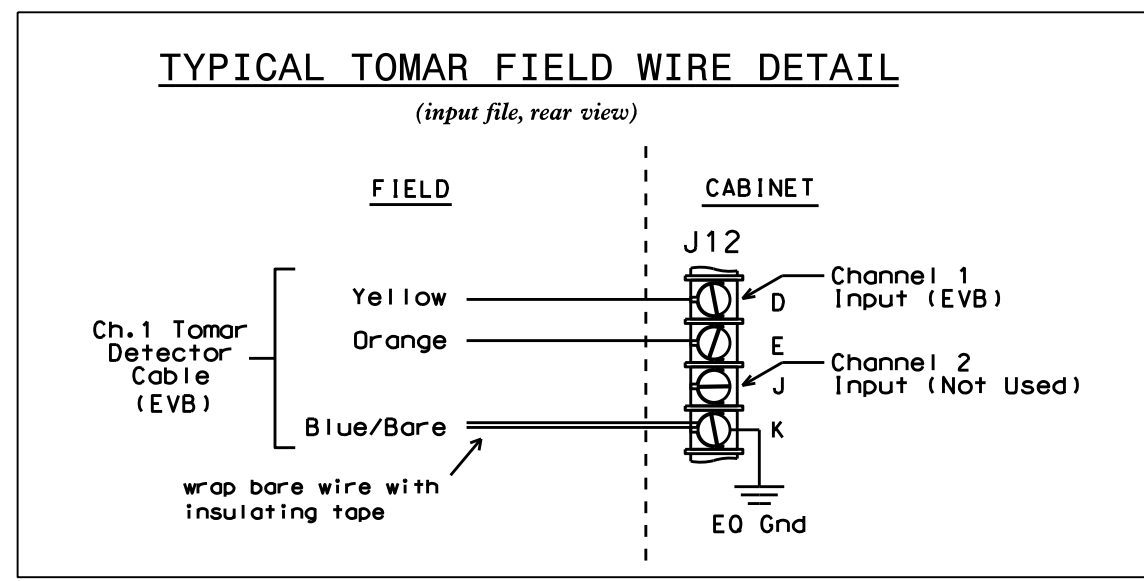 TYPICAL TOMAR FIELD WIRE DETAIL
(input file, rear view)
FIELD
CABINET
J12
Ch.1 Tomar
Detector
Cable
(EVB)
Yellow
Orange
Blue/Bare
wrap bare wire with
insulating tape
D
E
J
K
Channel 1
Input (EVB)
Channel 2
Input (Not Used)
EQ Gnd